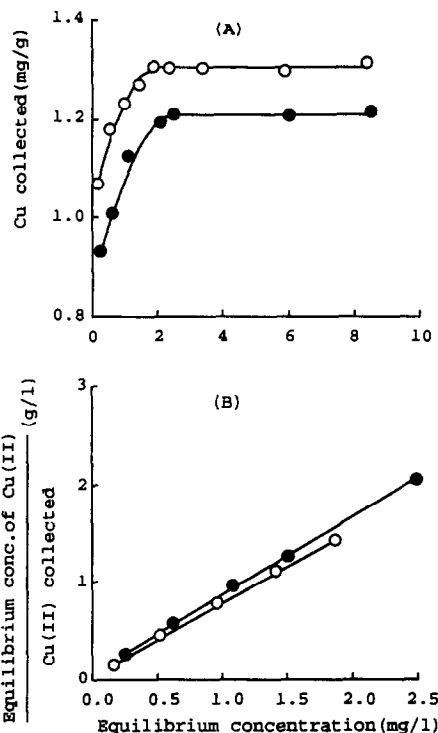 (A)
Cu collected(mg/g)
1.4
1.2
1.0
0.8
0 2 4 6 8 10
(B)
Equilibrium conc.of Cu(II)
Cu(II) collected
(g/l)
3
2
1
0
0.0 0.5 1.0 1.5 2.0 2.5
Equilibrium concentration(mg/l)